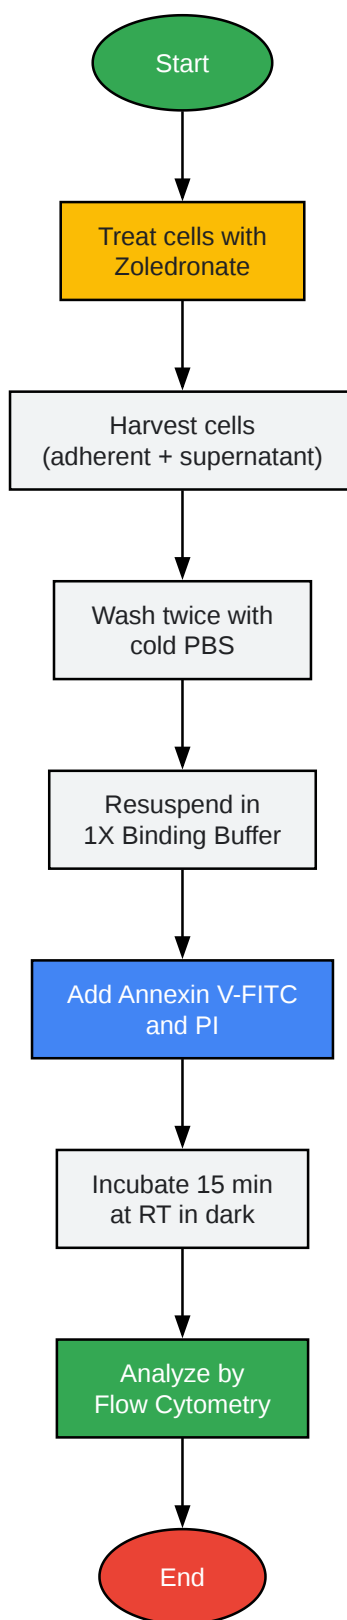 Start
Treat cells with
Zoledronate
Harvest cells
(adherent + supernatant)
Wash twice with
cold PBS
Resuspend in
1X Binding Buffer
Add Annexin V-FITC
and PI
Incubate 15 min
at RT in dark
Analyze by
Flow Cytometry
End